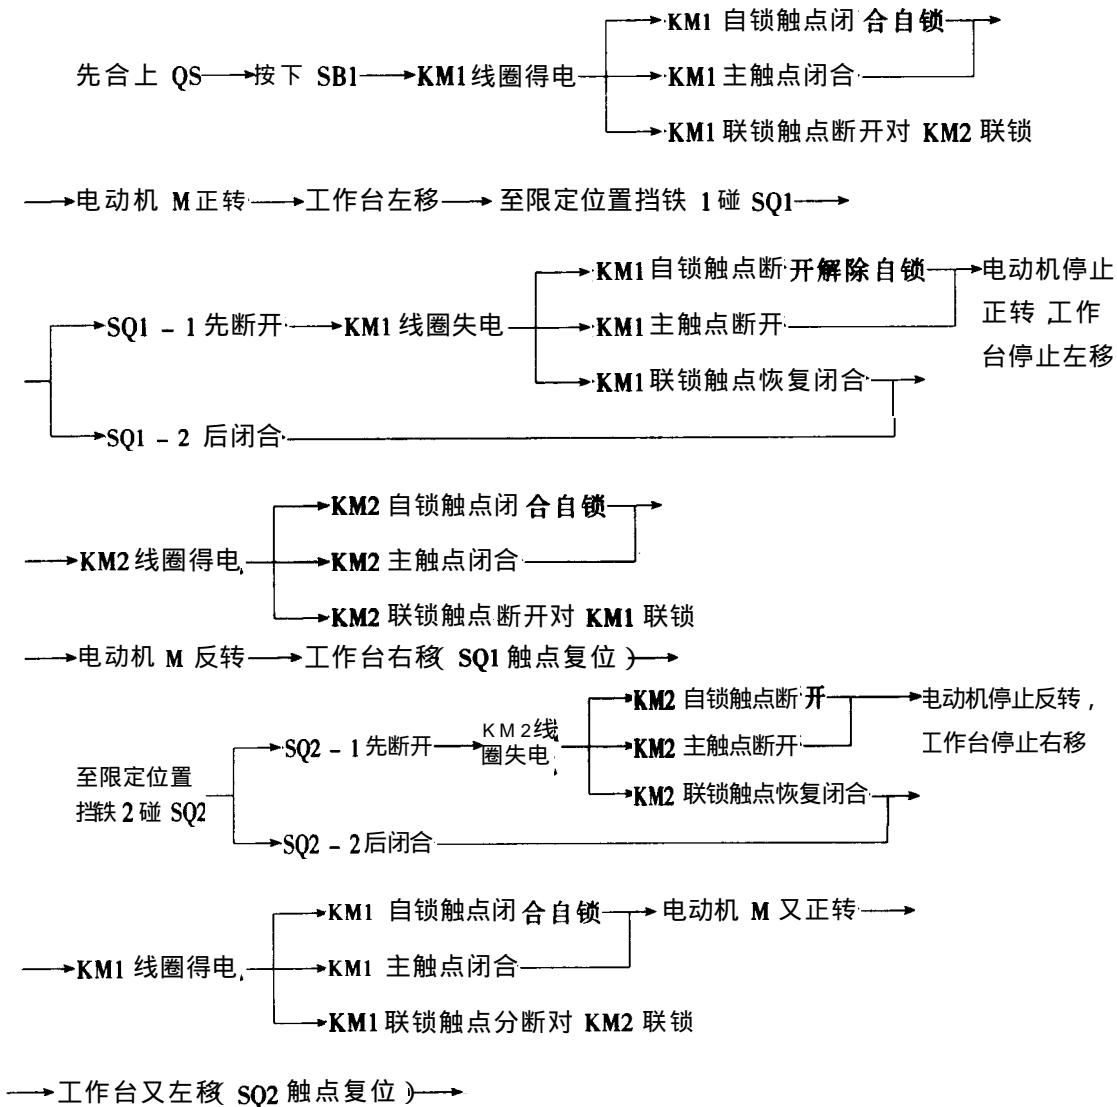 KM1 自锁触点闭合自锁
先合上 QS 按下 SB1 KM1 线圈得电 KM1 主触点闭合
KM1 联锁触点断开对 KM2 联锁
电动机 M 正转 工作台左移 至限定位置挡铁 1 碰 SQ1
KM1 自锁触点断开解除自锁 电动机停止
SQ1 - 1 先断开 KM1 线圈失电 KM1 主触点断开 正转,工作
台停止左移
KM1 联锁触点恢复闭合
SQ1 - 2 后闭合
KM2 自锁触点闭合自锁
KM2 线圈得电 KM2 主触点闭合
KM2 联锁触点断开对 KM1 联锁
电动机 M 反转 工作台右移( SQ1 触点复位 )
KM2 自锁触点断开 电动机停止反转,
工作台停止右移
SQ2 - 1 先断开 KM2线
圈失电 KM2 主触点断开
至限定位置
挡铁 2 碰 SQ2
KM2 联锁触点恢复闭合
SQ2 - 2 后闭合
KM1 自锁触点闭合自锁 电动机 M 又正转
KM1 线圈得电 KM1 主触点闭合
KM1 联锁触点分断对 KM2 联锁
工作台又左移( SQ2 触点复位 )